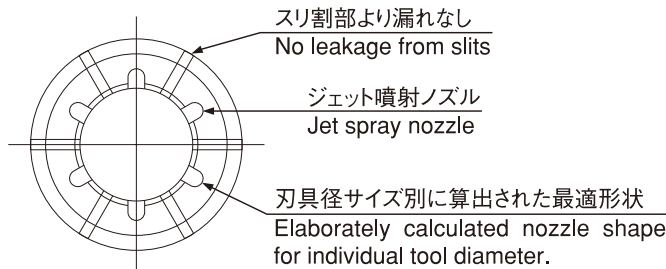 スリ割部より漏れなし
No leakage from slits
ジェット噴射ノズル
Jet spray nozzle
刃具径サイズ別に算出された最適形状
Elaborately calculated nozzle shape
for individual tool diameter.